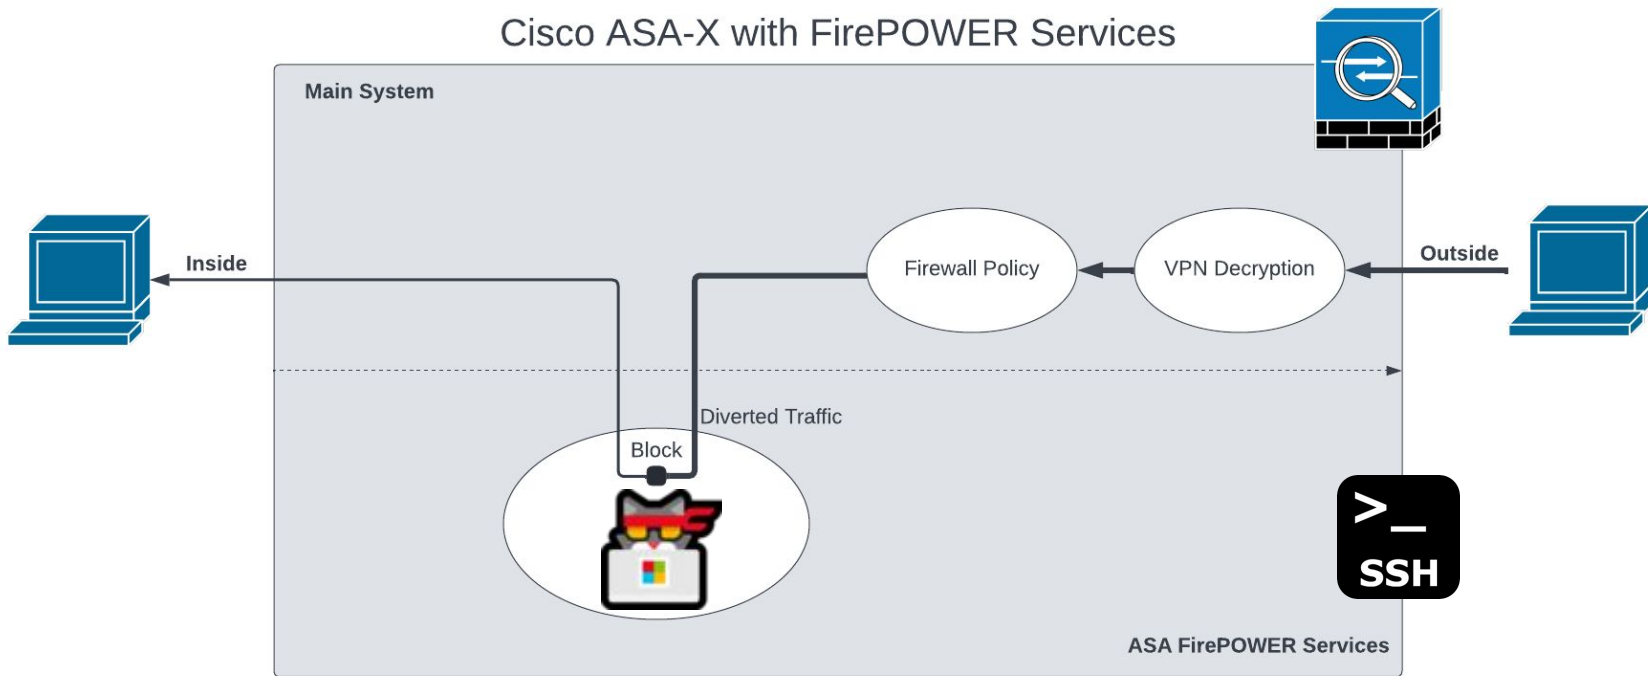 Cisco ASA-X with FirePOWER Services
Main System
Inside
Firewall Policy
VPN Decryption
Outside
Diverted Traffic
Block
>_
SSH
ASA FirePOWER Services